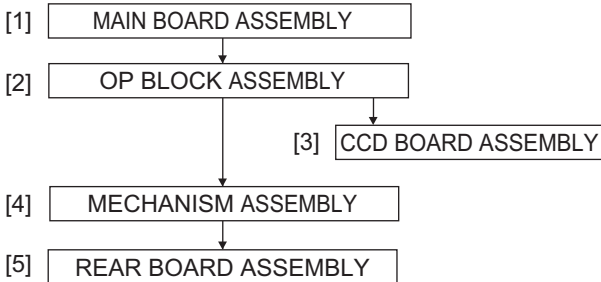 [1] MAIN BOARD ASSEMBLY
[2] OP BLOCK ASSEMBLY
[3] CCD BOARD ASSEMBLY
[4] MECHANISM ASSEMBLY
[5] REAR BOARD ASSEMBLY